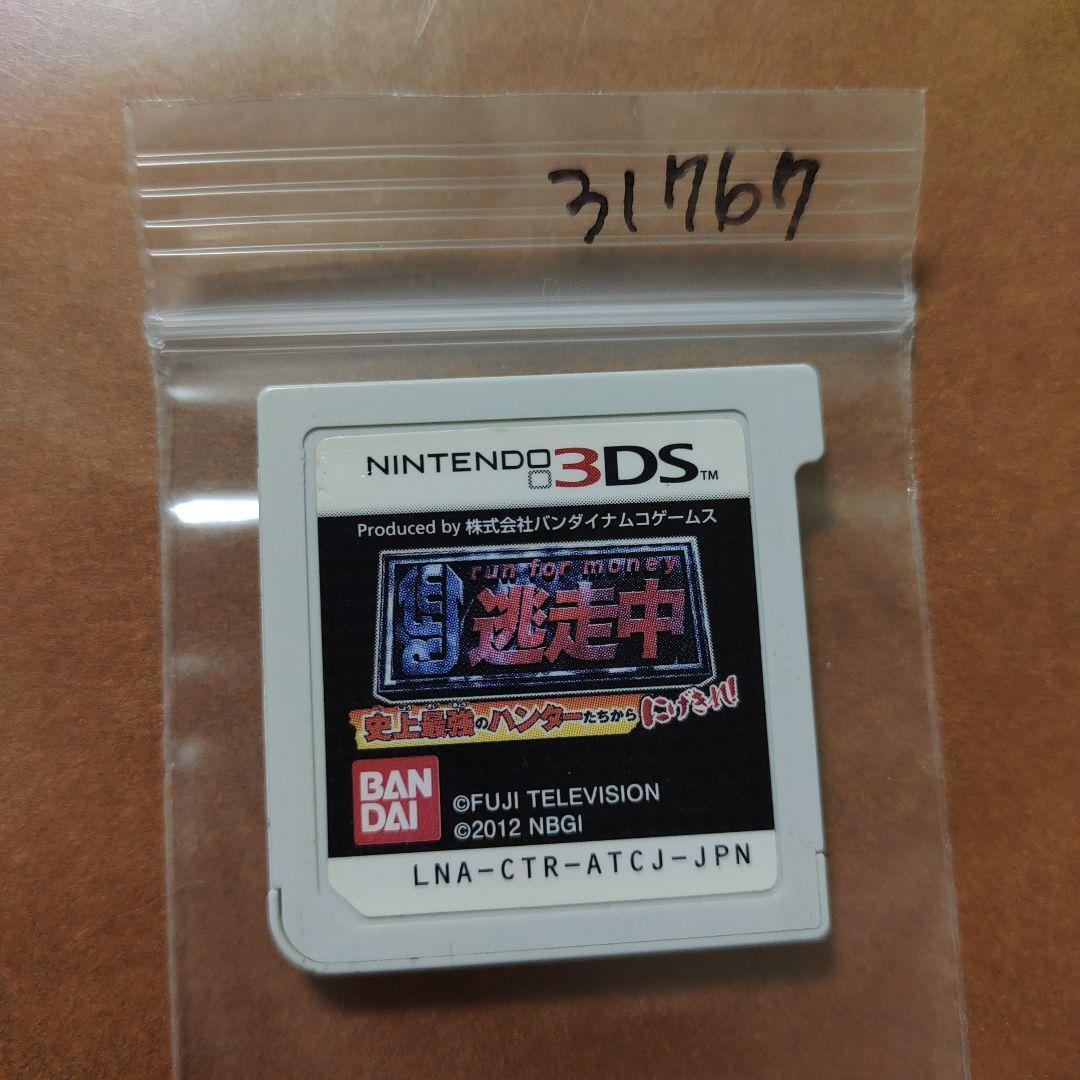 31767
NINTENDO 3DS™
Produced by 株式会社バンダイナムコゲームス
run for money
逃走中
史上最強のハンターたちからにげきれ!
BAN
DAI
©FUJI TELEVISION
©2012 NBGI
LNA-CTR-ATCJ-JPN